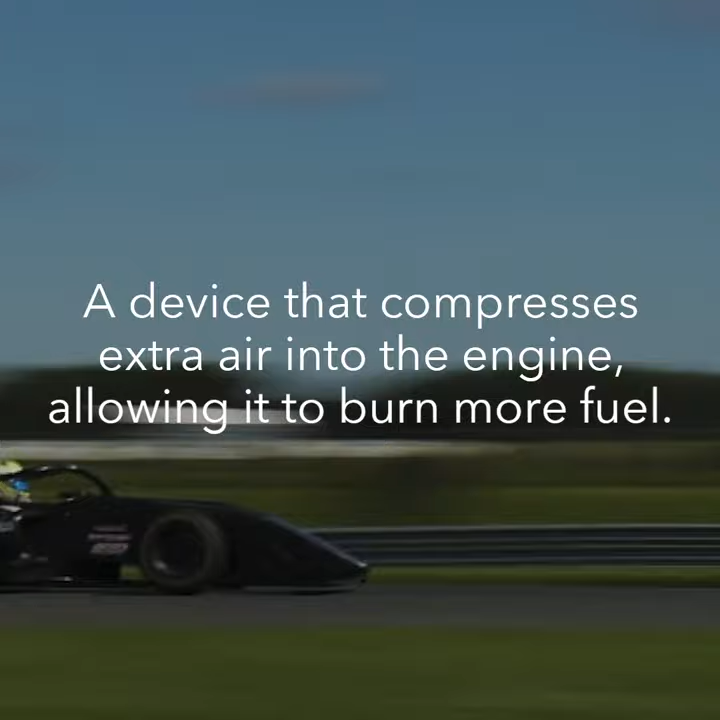 A device that compresses
extra air into the engine,
allowing it to burn more fuel.